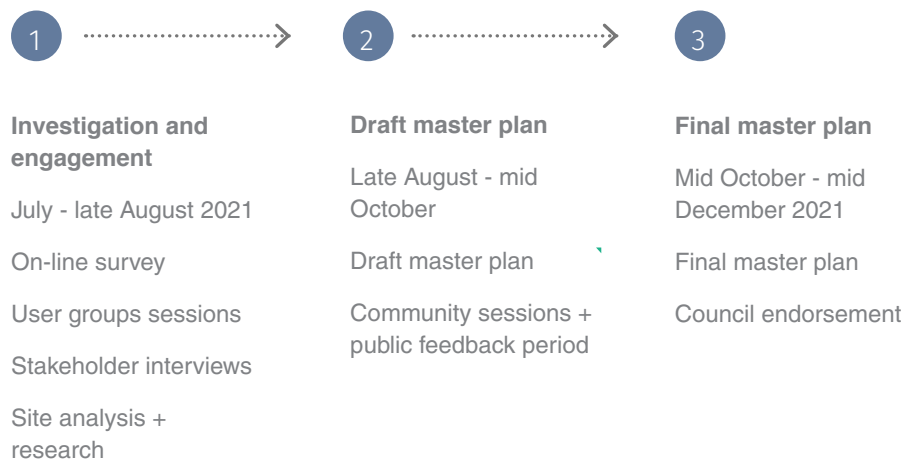 1
2
3
Investigation and
engagement
July - late August 2021
On-line survey
User groups sessions
Stakeholder interviews
Site analysis +
research
Draft master plan
Late August - mid
October
Draft master plan
Community sessions +
public feedback period
Final master plan
Mid October - mid
December 2021
Final master plan
Council endorsement